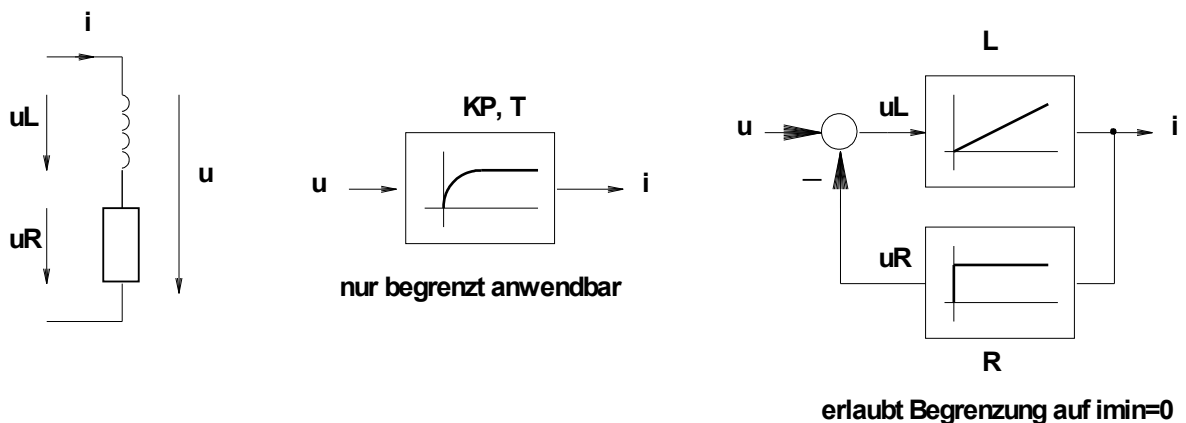 i
uL
uR
u
KP, T
u
i
nur begrenzt anwendbar
L
u
uL
i
–
uR
R
erlaubt Begrenzung auf imin=0